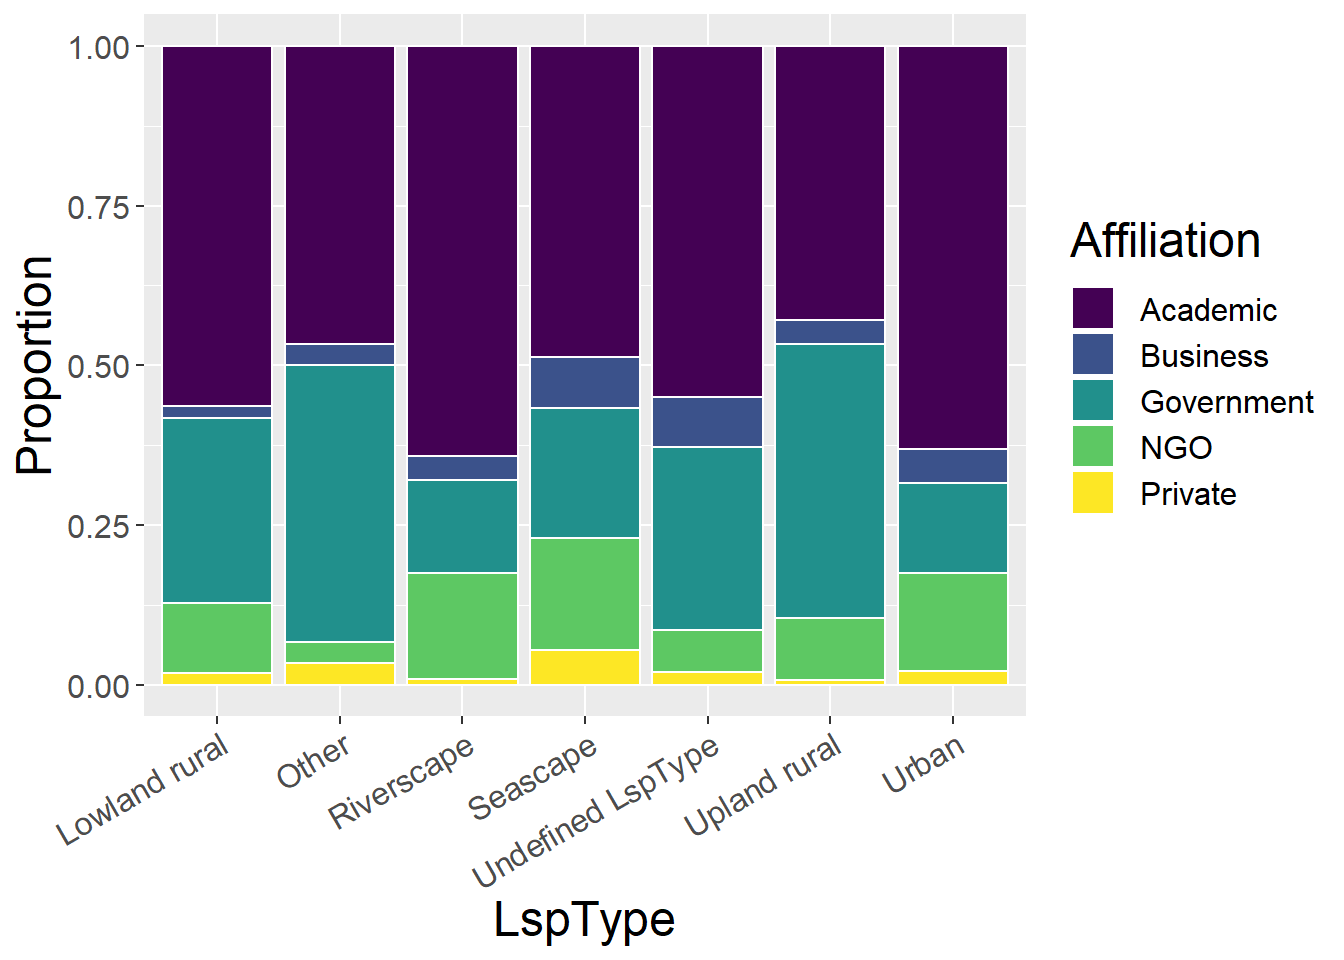 1.00
0.75
0.50
0.25
0.00
Proportion
Lowland rural
Other
Riverscape
Seascape
Undefined LspType
Upland rural
Urban
LspType
Affiliation
Academic
Business
Government
NGO
Private